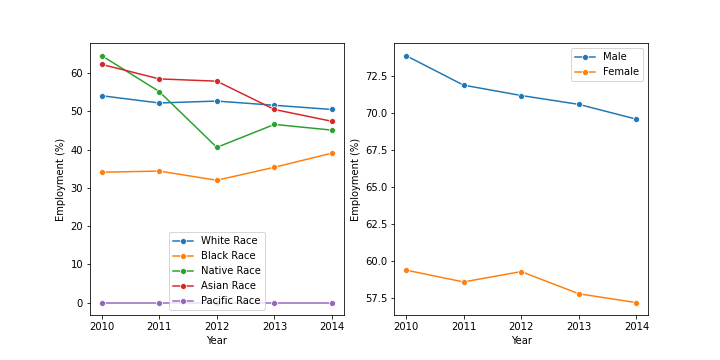 60
50
40
30
20
10
0
Employment (%)
2010
2011
2012
2013
2014
Year
White Race
Black Race
Native Race
Asian Race
Pacific Race
72.5
70.0
67.5
65.0
62.5
60.0
57.5
Employment (%)
2010
2011
2012
2013
2014
Year
Male
Female